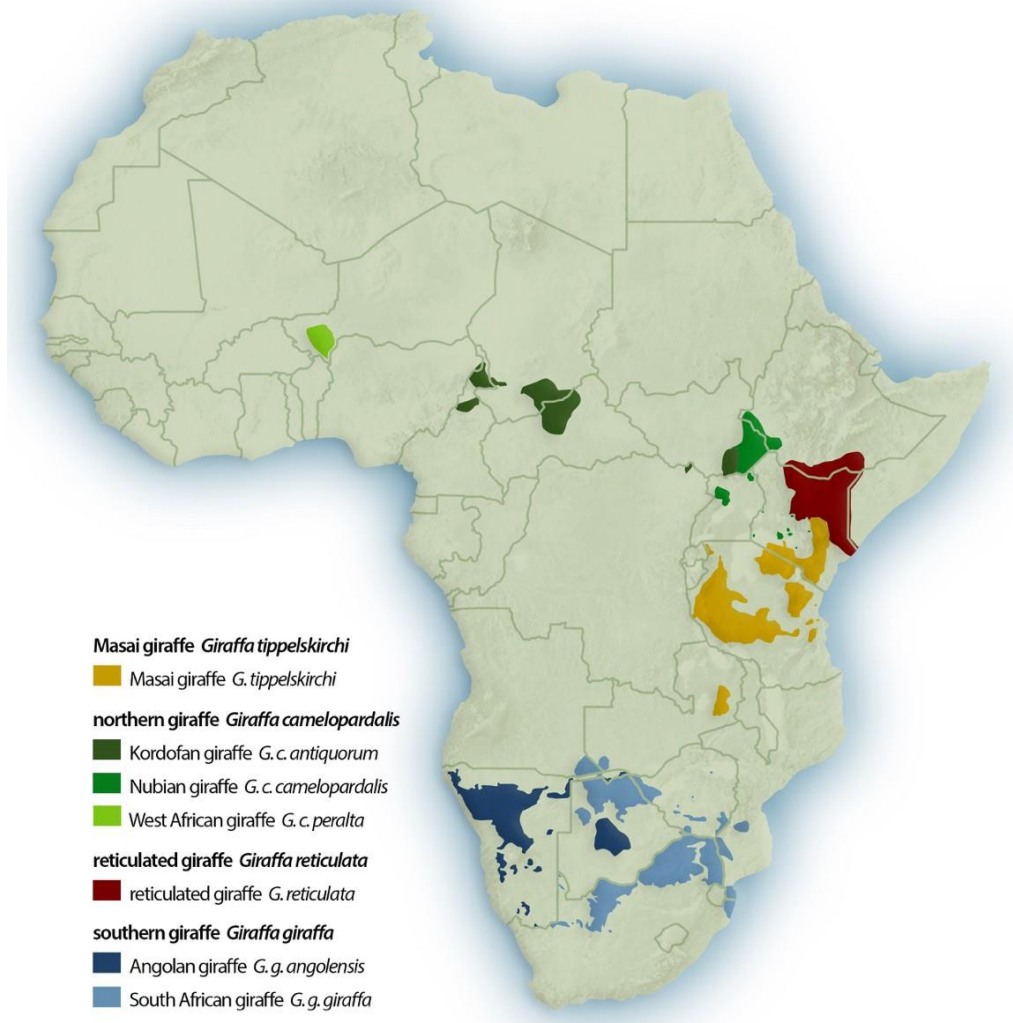 Masai giraffe Giraffa tippelskirchi
Masai giraffe G. tippelskirchi
northern giraffe Giraffa camelopardalis
Kordofan giraffe G. c. antiquorum
Nubian giraffe G. c. camelopardalis
West African giraffe G. c. peralta
reticulated giraffe Giraffa reticulata
reticulated giraffe G. reticulata
southern giraffe Giraffa giraffa
Angolan giraffe G. g. angolensis
South African giraffe G. g. giraffa